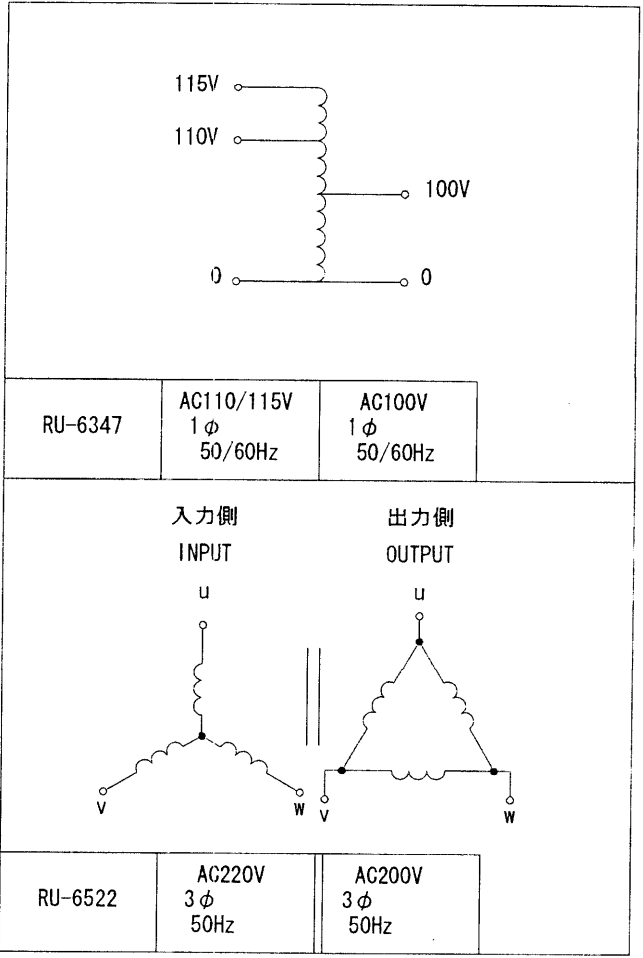 115V
110V
100V
0 0
RU-6347
AC110/115V
1φ
50/60Hz
AC100V
1φ
50/60Hz
入力側
INPUT
u
v w
出力側
OUTPUT
u
v w
RU-6522
AC220V
3φ
50Hz
AC200V
3φ
50Hz